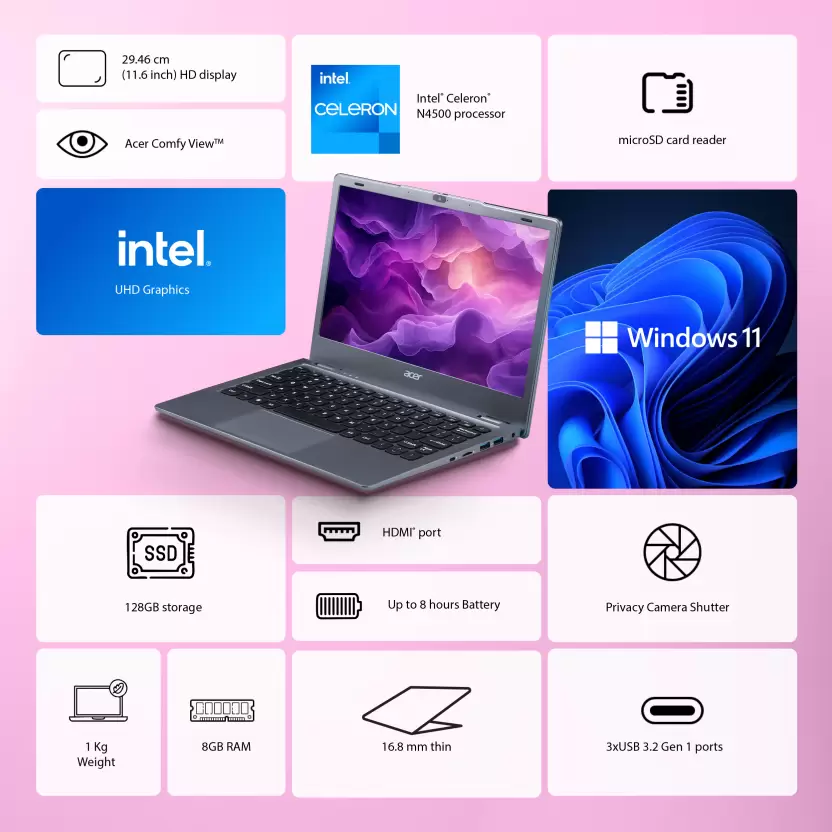 29.46 cm
(11.6 inch) HD display
Acer Comfy View™
intel.
CELERON
Intel® Celeron®
N4500 processor
microSD card reader
intel.
UHD Graphics
acer
Windows 11
SSD
128GB storage
HDMI® port
Up to 8 hours Battery
Privacy Camera Shutter
1 Kg
Weight
8GB RAM
16.8 mm thin
3xUSB 3.2 Gen 1 ports